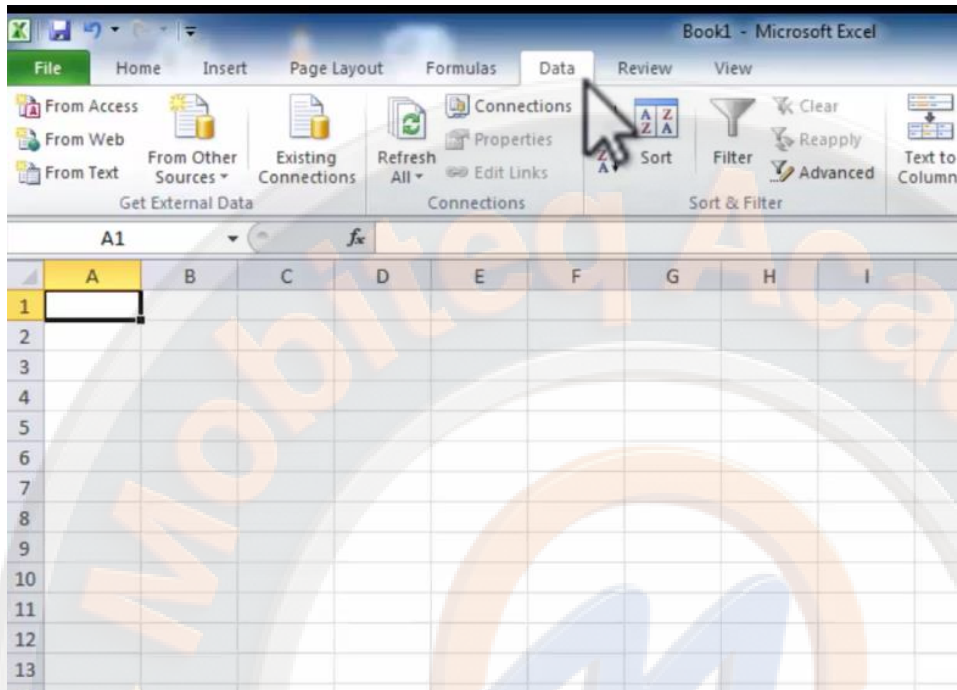 Book1 - Microsoft Excel
File Home Insert Page Layout Formulas Data Review View
From Access
From Web
From Text
From Other Sources
Existing Connections
Get External Data
Refresh All
Connections
Properties
Edit Links
Connections
A Z
Z A
Z
A
Sort
Filter
Clear
Reapply
Advanced
Sort & Filter
Text to
Column
A1
fx
A B C D E F G H I
1
2
3
4
5
6
7
8
9
10
11
12
13
Mobiteq Aca